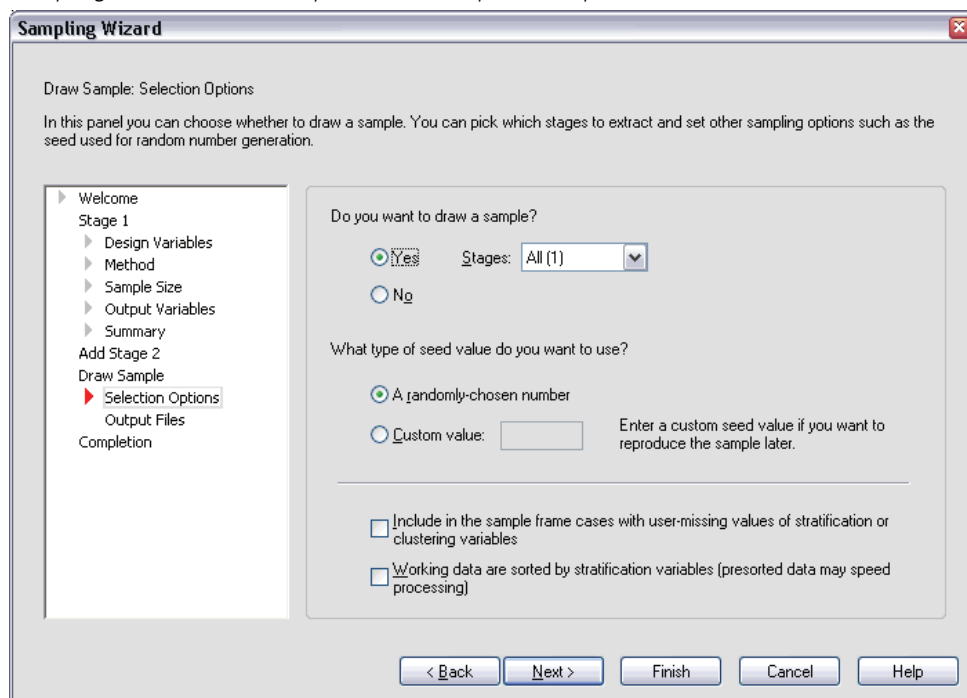 Sampling Wizard
Draw Sample: Selection Options
In this panel you can choose whether to draw a sample. You can pick which stages to extract and set other sampling options such as the
seed used for random number generation.
Welcome
Stage 1
Design Variables
Method
Sample Size
Output Variables
Summary
Add Stage 2
Draw Sample
Selection Options
Output Files
Completion
Do you want to draw a sample?
Yes
Stages: All (1)
No
What type of seed value do you want to use?
A randomly-chosen number
Custom value:
Enter a custom seed value if you want to
reproduce the sample later.
Include in the sample frame cases with user-missing values of stratification or
clustering variables
Working data are sorted by stratification variables (presorted data may speed
processing)
< Back
Next >
Finish
Cancel
Help